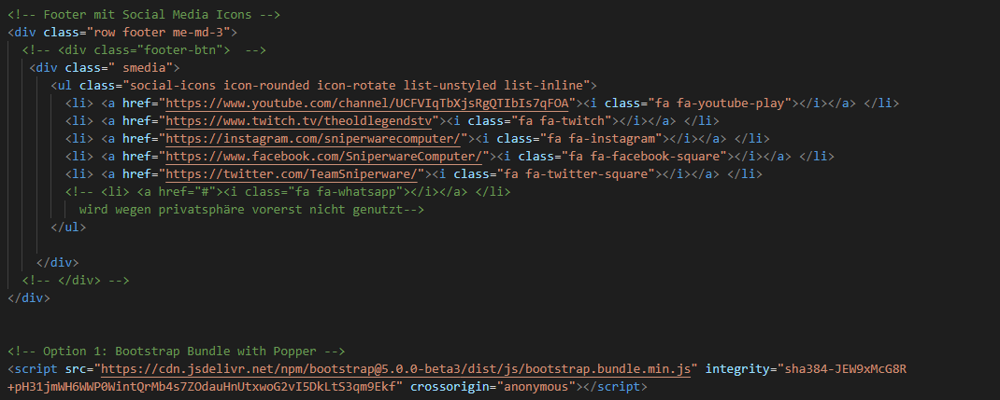 <!-- Footer mit Social Media Icons -->
<div class="row footer me-md-3">
<!-- <div class="footer-btn">  -->
<div class=" smedia">
<ul class="social-icons icon-rounded icon-rotate list-unstyled list-inline">
<li> <a href="https://www.youtube.com/channel/UCFVIqTbXjsRgQTIbIs7qFOA"><i class="fa fa-youtube-play"></i></a> </li>
<li> <a href="https://www.twitch.tv/theoldlegendstv"><i class="fa fa-twitch"></i></a> </li>
<li> <a href="https://instagram.com/sniperwarecomputer/"><i class="fa fa-instagram"></i></a> </li>
<li> <a href="https://www.facebook.com/SniperwareComputer/"><i class="fa fa-facebook-square"></i></a> </li>
<li> <a href="https://twitter.com/TeamSniperware/"><i class="fa fa-twitter-square"></i></a> </li>
<!-- <li> <a href="#"><i class="fa fa-whatsapp"></i></a> </li>
wird wegen privatsphäre vorerst nicht genutzt-->
</ul>
</div>
<!-- </div> -->
</div>
<!-- Option 1: Bootstrap Bundle with Popper -->
<script src="https://cdn.jsdelivr.net/npm/bootstrap@5.0.0-beta3/dist/js/bootstrap.bundle.min.js" integrity="sha384-JEW9xMcG8R
+pH31jmWH6WWP0WintQrMb4s7ZOdauHnUtxwoG2vI5DkLtS3qm9Ekf" crossorigin="anonymous"></script>